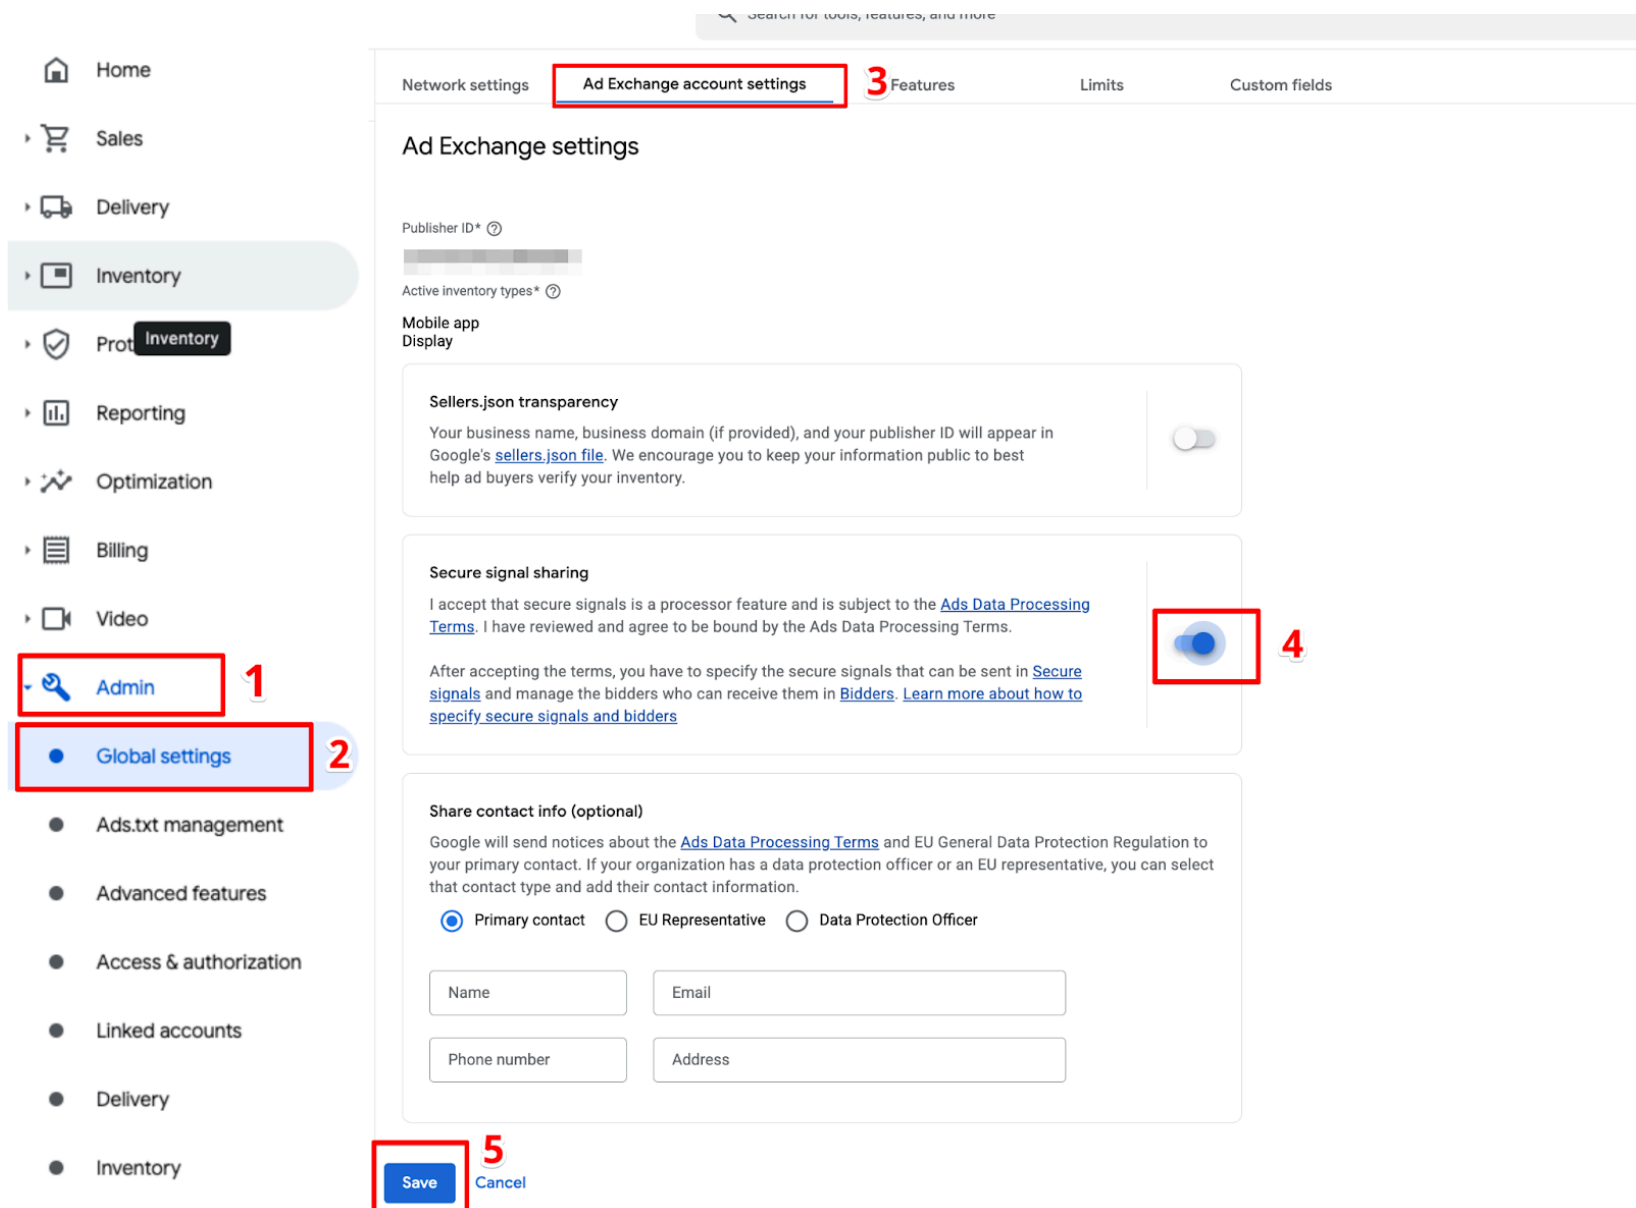 Search for tools, features, and more
Home
Sales
Delivery
Inventory
Prot
Inventory
Reporting
Optimization
Billing
Video
Admin
1
Global settings
2
Ads.txt management
Advanced features
Access & authorization
Linked accounts
Delivery
Inventory
Network settings
Ad Exchange account settings
3
Features
Limits
Custom fields
Ad Exchange settings
Publisher ID*
Active inventory types*
Mobile app
Display
Sellers.json transparency
Your business name, business domain (if provided), and your publisher ID will appear in
Google's sellers.json file. We encourage you to keep your information public to best
help ad buyers verify your inventory.
Secure signal sharing
I accept that secure signals is a processor feature and is subject to the Ads Data Processing
Terms. I have reviewed and agree to be bound by the Ads Data Processing Terms.
After accepting the terms, you have to specify the secure signals that can be sent in Secure
signals and manage the bidders who can receive them in Bidders. Learn more about how to
specify secure signals and bidders
4
Share contact info (optional)
Google will send notices about the Ads Data Processing Terms and EU General Data Protection Regulation to
your primary contact. If your organization has a data protection officer or an EU representative, you can select
that contact type and add their contact information.
Primary contact
EU Representative
Data Protection Officer
Name
Email
Phone number
Address
5
Save
Cancel